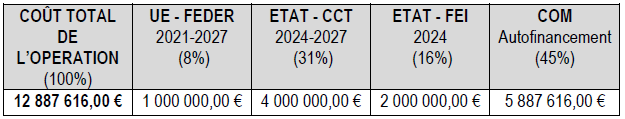 COÛT TOTAL
DE
L’OPERATION
(100%)
UE - FEDER
2021-2027
(8%)
ETAT - CCT
2024-2027
(31%)
ETAT - FEI
2024
(16%)
COM
Autofinancement
(45%)
12 887 616,00 €
1 000 000,00 €
4 000 000,00 €
2 000 000,00 €
5 887 616,00 €